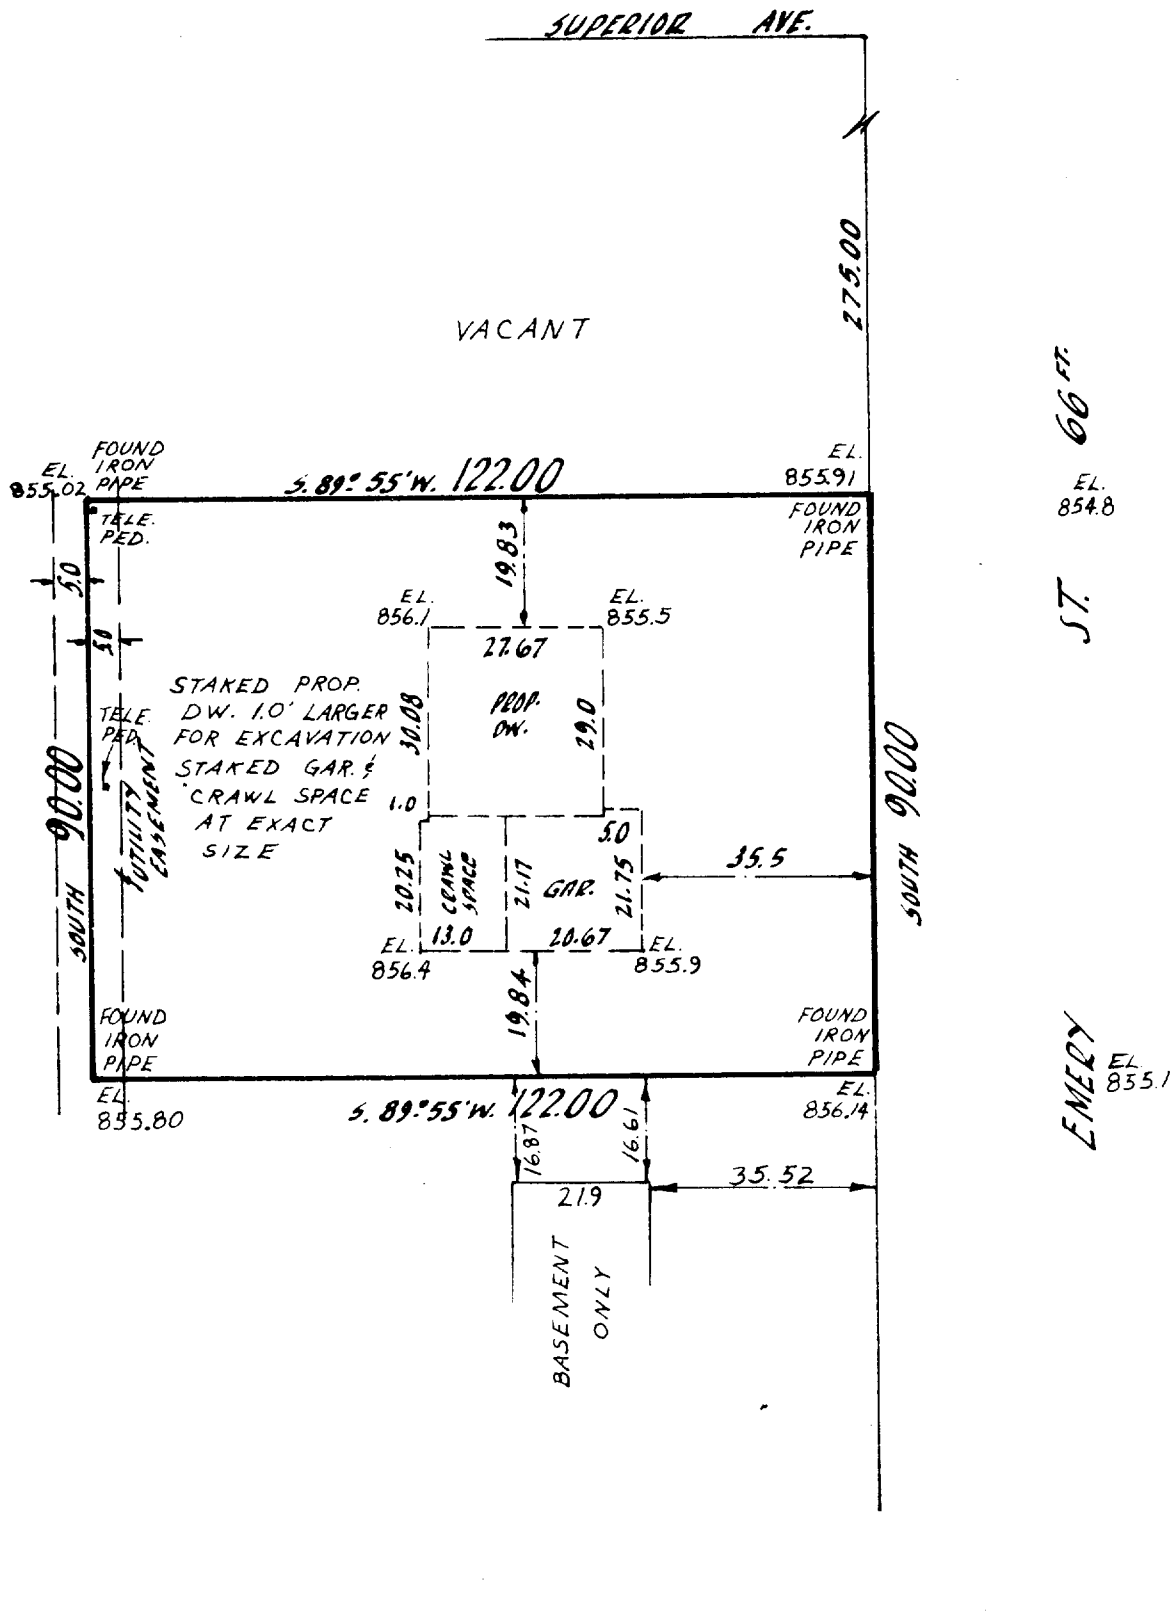 SUPERIOR AVE.
275.00
VACANT
66 FT.
ST.
EMERY
EL.
854.8
EL.
855.1
FOUND
IRON
PIPE
EL.
855.02
S. 89° 55' W. 122.00
EL.
855.91
TELE.
PED.
FOUND
IRON
PIPE
5.0
5.0
19.83
EL.
856.1
EL.
855.5
27.67
PROP.
DW.
30.08
29.0
STAKED PROP.
DW. 1.0' LARGER
FOR EXCAVATION
STAKED GAR. &
CRAWL SPACE
AT EXACT
SIZE
TELE.
PED.
UTILITY
EASEMENT
SOUTH 90.00
SOUTH 90.00
1.0
5.0
20.25
CRAWL
SPACE
21.17
GAR.
21.75
35.5
13.0
20.67
EL.
856.4
EL.
855.9
19.84
FOUND
IRON
PIPE
FOUND
IRON
PIPE
EL.
855.80
S. 89° 55' W. 122.00
EL.
856.14
16.87
16.61
21.9
35.52
BASEMENT
ONLY